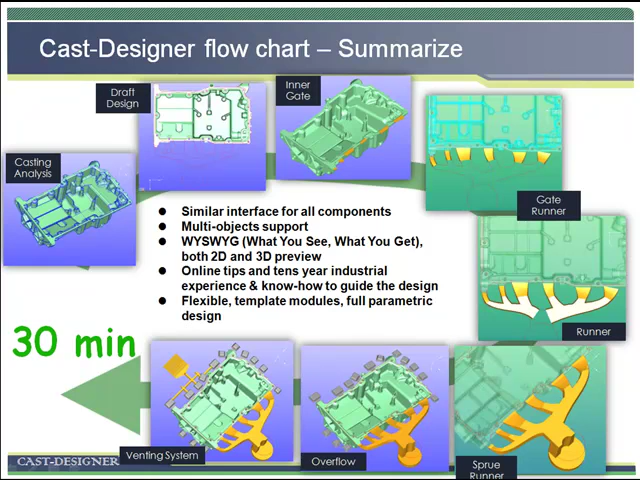 Cast-Designer flow chart – Summarize
Draft
Design
Inner
Gate
Casting
Analysis
Gate
Runner
● Similar interface for all components
● Multi-objects support
● WYSWYG (What You See, What You Get),
both 2D and 3D preview
● Online tips and tens year industrial
experience & know-how to guide the design
● Flexible, template modules, full parametric
design
Runner
30 min
Venting System
Overflow
Sprue
Runner
CAST-DESIGNER